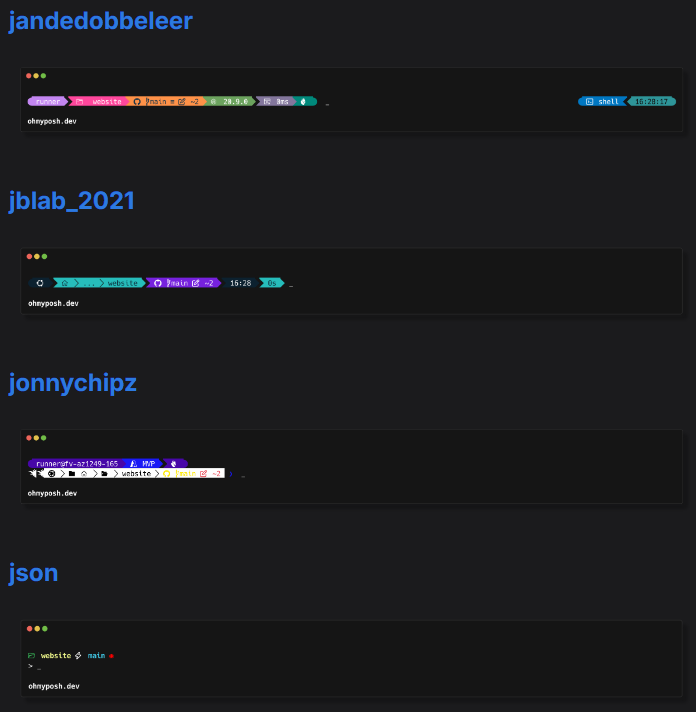 jandedobbeleer
runner website main ≡ ~2 20.9.0 0ms shell 16:28:17
ohmyposh.dev
jblab_2021
... website main ~2 16:28 0s _
ohmyposh.dev
jonnychipz
runner@fv-az1249-165 MVP
website main ~2 _
ohmyposh.dev
json
website main
> _
ohmyposh.dev